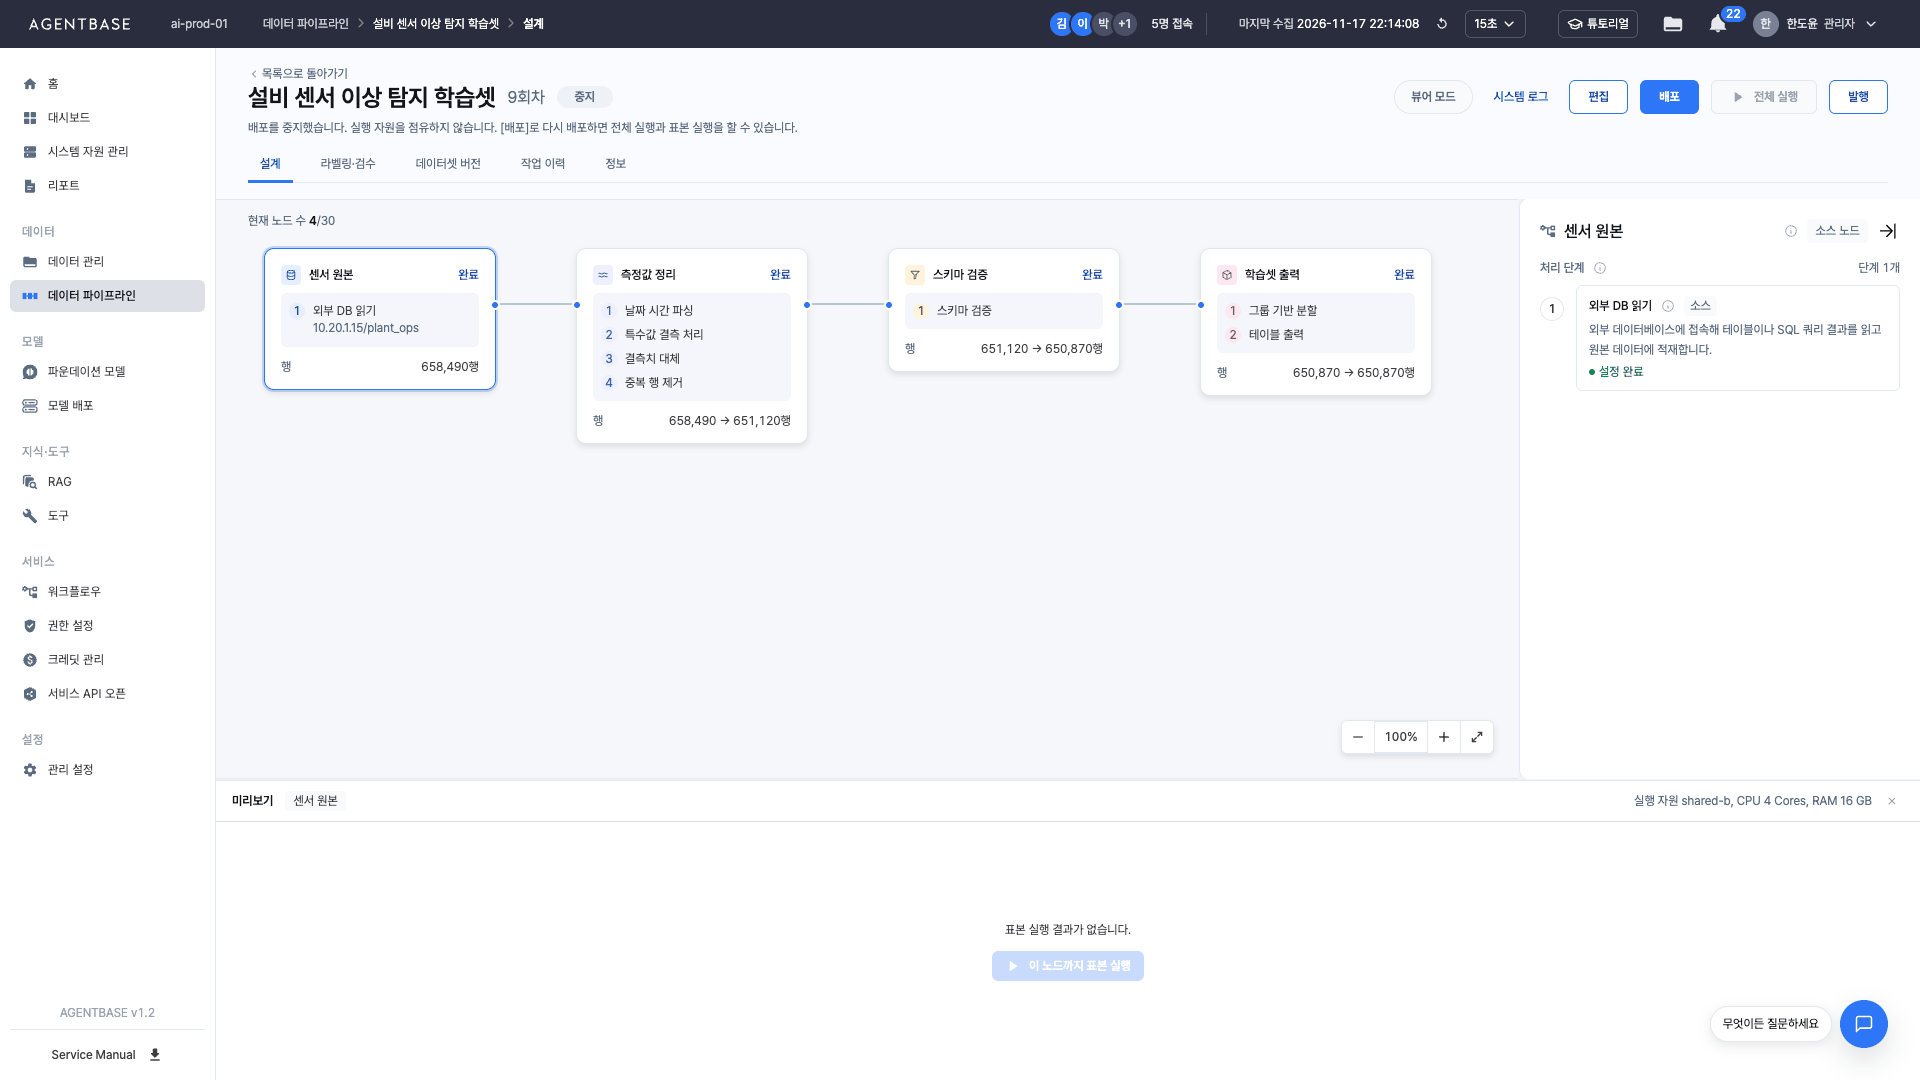 AGENTBASE
ai-prod-01
데이터 파이프라인 > 설비 센서 이상 탐지 학습셋 > 설계
김 이 박 +1 5명 접속
마지막 수집 2026-11-17 22:14:08
15초
튜토리얼
22
한 한도윤 관리자
홈
대시보드
시스템 자원 관리
리포트
데이터
데이터 관리
데이터 파이프라인
모델
파운데이션 모델
모델 배포
지식·도구
RAG
도구
서비스
워크플로우
권한 설정
크레딧 관리
서비스 API 오픈
설정
관리 설정
AGENTBASE v1.2
Service Manual
목록으로 돌아가기
설비 센서 이상 탐지 학습셋 9회차 중지
배포를 중지했습니다. 실행 자원을 점유하지 않습니다. [배포]로 다시 배포하면 전체 실행과 표본 실행을 할 수 있습니다.
뷰어 모드
시스템 로그
편집
배포
전체 실행
발행
설계
라벨링·검수
데이터셋 버전
작업 이력
정보
현재 노드 수 4/30
센서 원본 완료
1 외부 DB 읽기
10.20.1.15/plant_ops
행 658,490행
측정값 정리 완료
1 날짜 시간 파싱
2 특수값 결측 처리
3 결측치 대체
4 중복 행 제거
행 658,490 → 651,120행
스키마 검증 완료
1 스키마 검증
행 651,120 → 650,870행
학습셋 출력 완료
1 그룹 기반 분할
2 테이블 출력
행 650,870 → 650,870행
100%
센서 원본
소스 노드
처리 단계
단계 1개
1
외부 DB 읽기 소스
외부 데이터베이스에 접속해 테이블이나 SQL 쿼리 결과를 읽고
원본 데이터에 적재합니다.
설정 완료
미리보기 센서 원본
실행 자원 shared-b, CPU 4 Cores, RAM 16 GB
표본 실행 결과가 없습니다.
이 노드까지 표본 실행
무엇이든 질문하세요